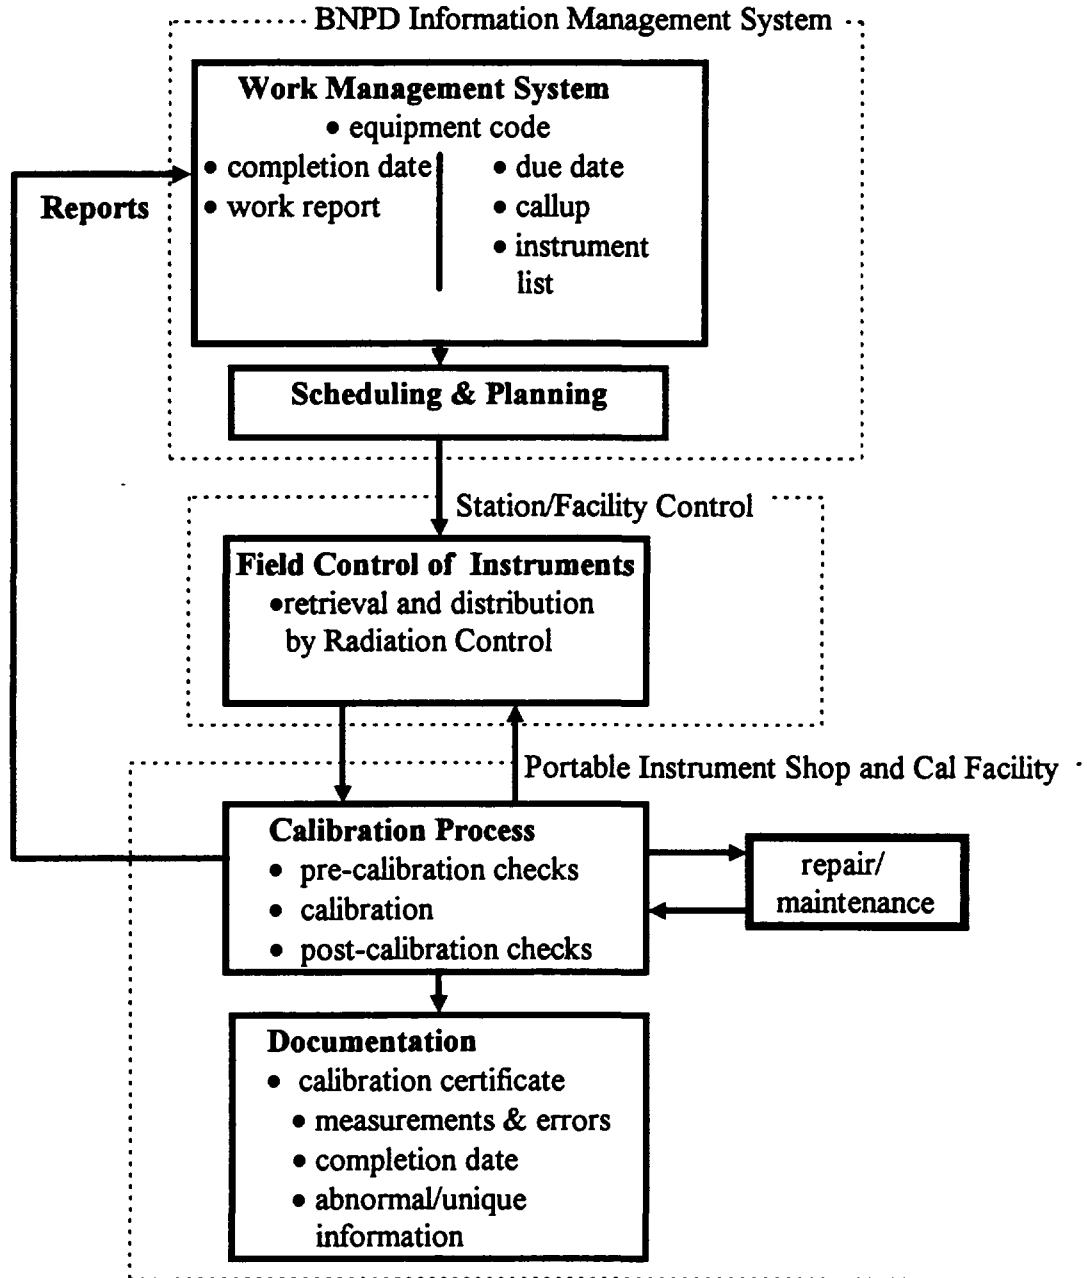 BNPD Information Management System
Work Management System
• equipment code
• completion date
• work report
• due date
• callup
• instrument
list
Reports
Scheduling & Planning
Station/Facility Control
Field Control of Instruments
•retrieval and distribution
by Radiation Control
Portable Instrument Shop and Cal Facility
Calibration Process
• pre-calibration checks
• calibration
• post-calibration checks
repair/
maintenance
Documentation
• calibration certificate
• measurements & errors
• completion date
• abnormal/unique
information